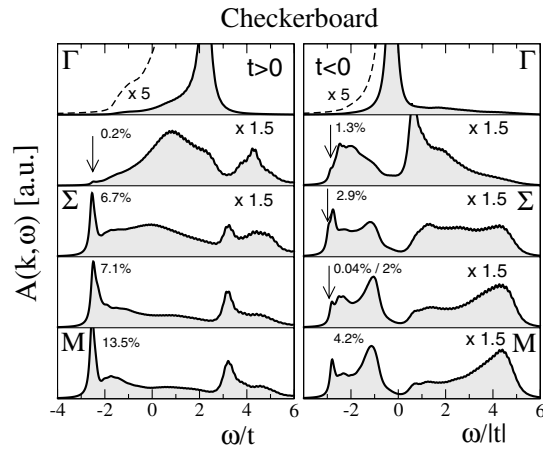 Checkerboard
A(k,ω) [a.u.]
Γ
t>0
x 5
0.2%
x 1.5
Σ
6.7%
x 1.5
7.1%
M
13.5%
-4 -2 0 2 4 6
ω/t
t<0
Γ
x 5
1.3%
x 1.5
2.9%
Σ
x 1.5
0.04% / 2%
x 1.5
4.2%
x 1.5
M
-2 0 2 4 6
ω/|t|